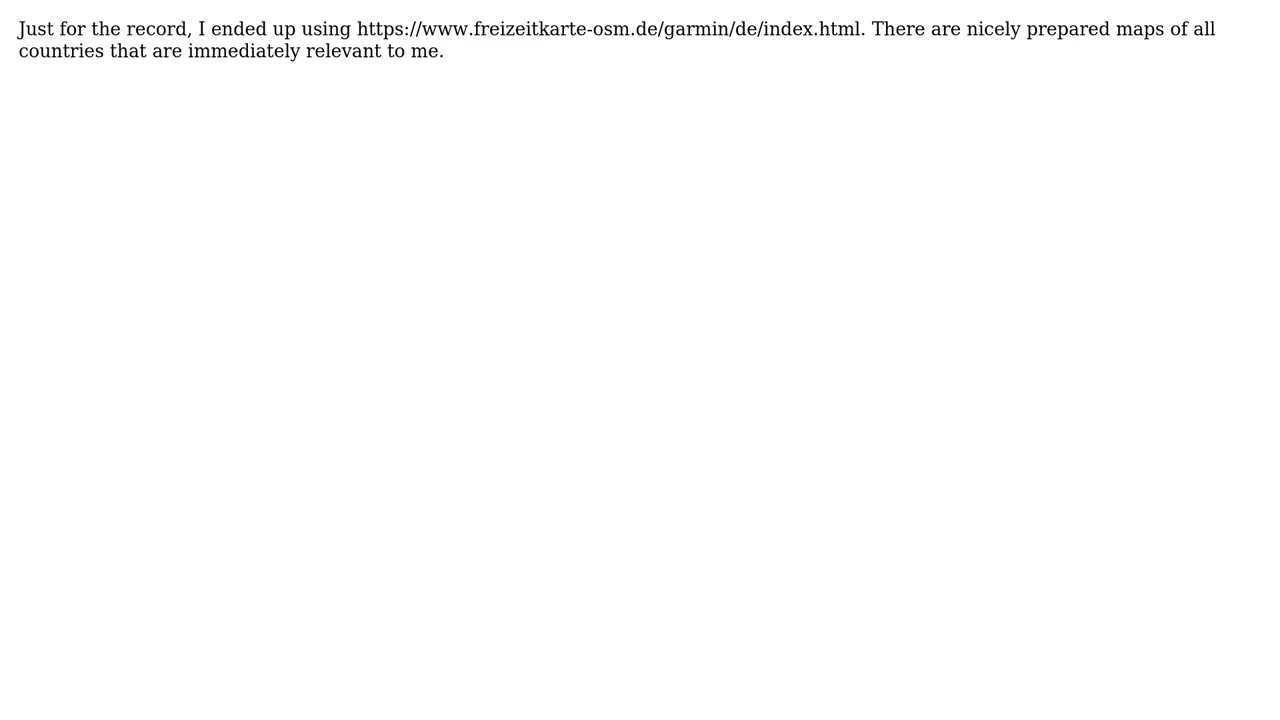 Just for the record, I ended up using https://www.freizeitkarte-osm.de/garmin/de/index.html. There are nicely prepared maps of all
countries that are immediately relevant to me.